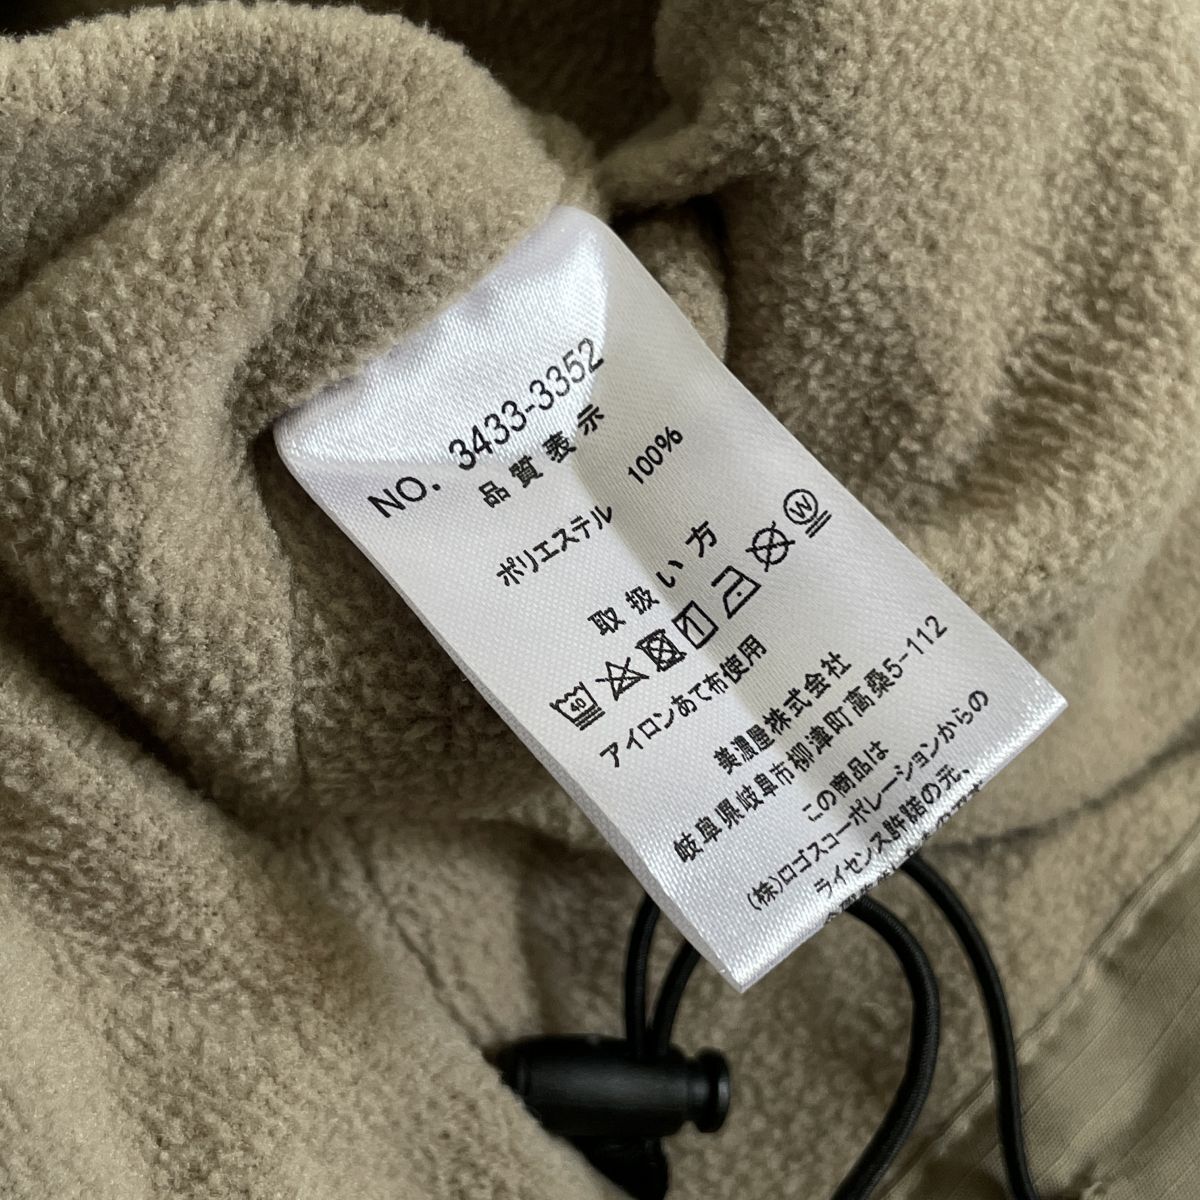 NO. 3433-3352
品質表示
ポリエステル 100%
取扱い方
40 W
アイロンあて布使用
美濃屋株式会社
岐阜県岐阜市柳津町高桑5-112
この商品は
(株)ロゴスコーポレーションからの
ライセンス許諾の元、